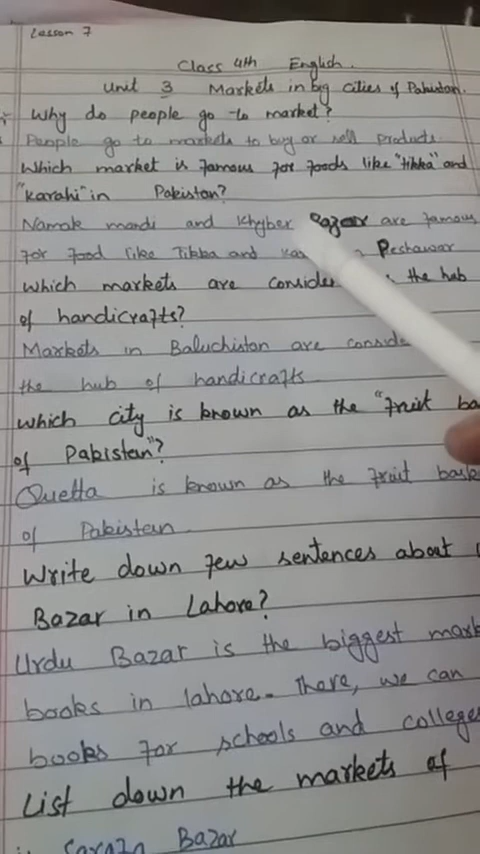 Lesson 7
Class 4th English.
Unit 3 Markets in big cities of Pakistan.
Why do people go to market?
People go to markets to buy or sell products.
Which market is famous for foods like "tikka" and
"karahi" in Pakistan?
Namak mandi and Khyber Bazar are famous
for food like Tikka and Peshawar
Which markets are the hub
of handicrafts?
Markets in Baluchistan are
the hub of handicrafts
Which city is known as the "fruit
of Pakistan"?
Quetta is known as the fruit
of Pakistan.
Write down few sentences about
Bazar in Lahore?
Urdu Bazar is the biggest
books in lahore. There, we can
books for schools and
List down the markets of
Bazar